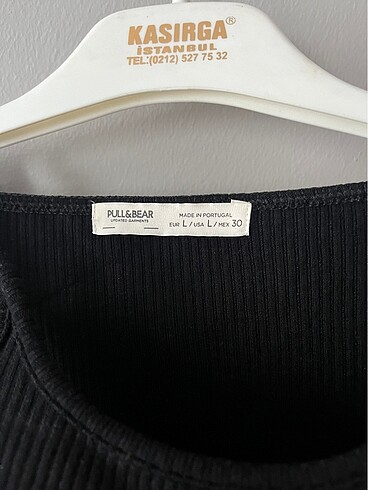 KASIRGA
İSTANBUL
TEL:(0212) 527 75 32
PULL&BEAR
UPDATED GARMENTS
MADE IN PORTUGAL
EUR L / USA L / MEX 30